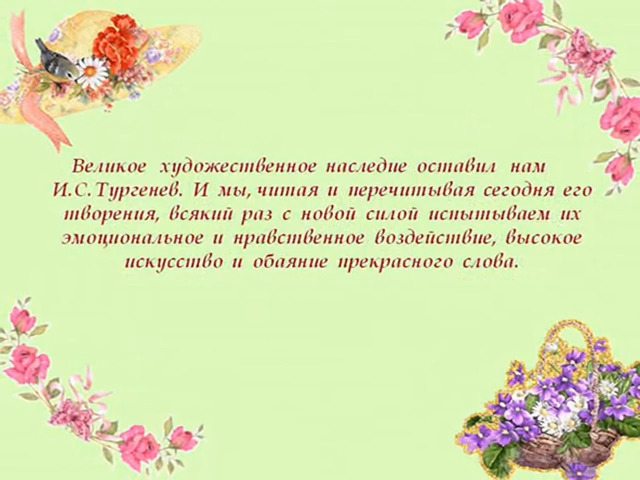 Великое художественное наследие оставил нам
И.С. Тургенев. И мы, читая и перечитывая сегодня его
творения, всякий раз с новой силой испытываем их
эмоциональное и нравственное воздействие, высокое
искусство и обаяние прекрасного слова.